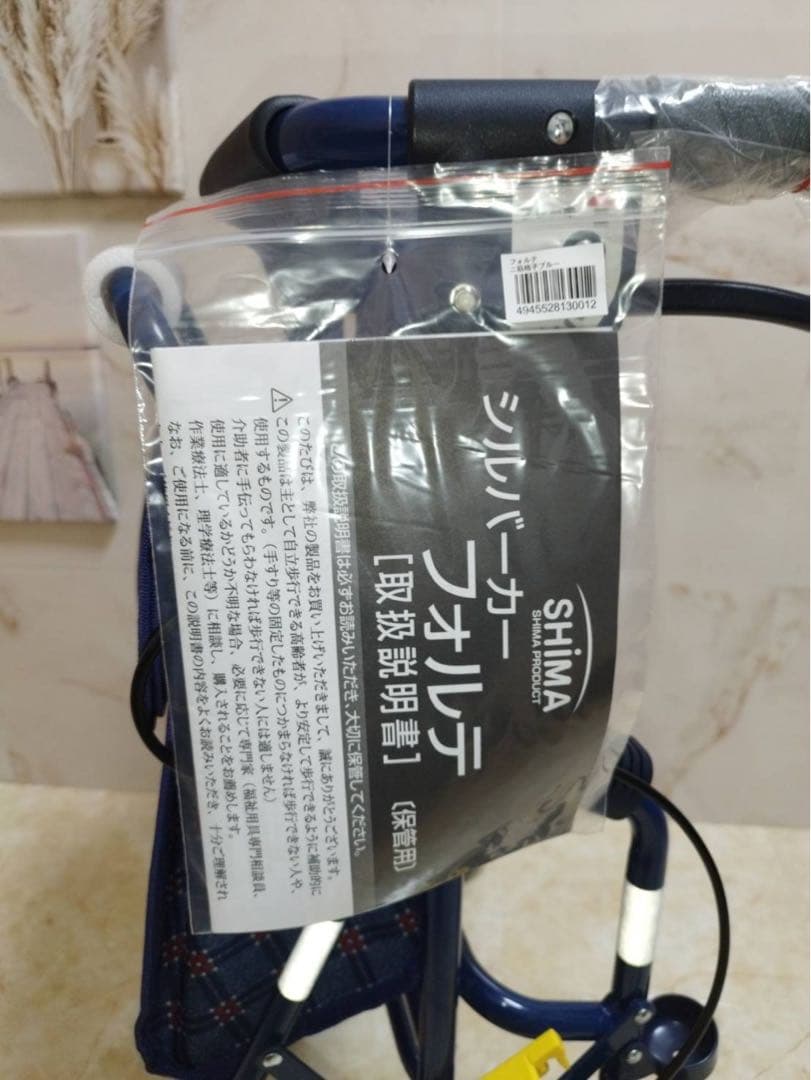 フォルテ
二筋格子ブルー
4945528130012
SHiMA
SHIMA PRODUCT
シルバーカー
フォルテ
[取扱説明書] 〔保管用〕
取扱説明書は必ずお読みいただき、大切に保管してください。
このたびは、弊社の製品をお買い上げいただきまして、誠にありがとうございます。
この製品は主として自立歩行できる高齢者が、より安定して歩行できるように補助的に
使用するものです。(手すり等の固定したものにつかまらなければ歩行できない人や、
介助者に手伝ってもらわなければ歩行できない人には適しません)
使用に適しているかどうか不明な場合、必要に応じて専門家(福祉用具専門相談員、
作業療法士、理学療法士等)に相談し、購入されることをお薦めします。
なお、ご使用になる前に、この説明書の内容をよくお読みいただき、十分ご理解され